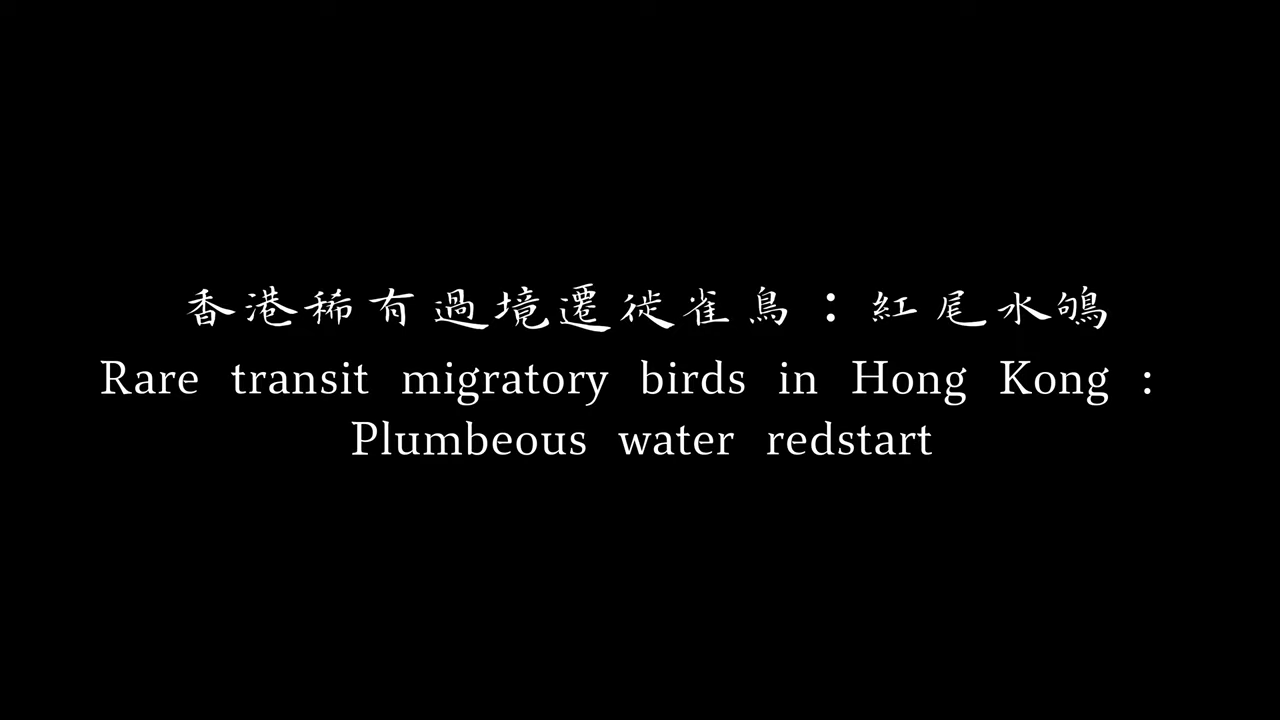 香港稀有過境遷徙雀鳥：紅尾水鴝
Rare transit migratory birds in Hong Kong :
Plumbeous water redstart